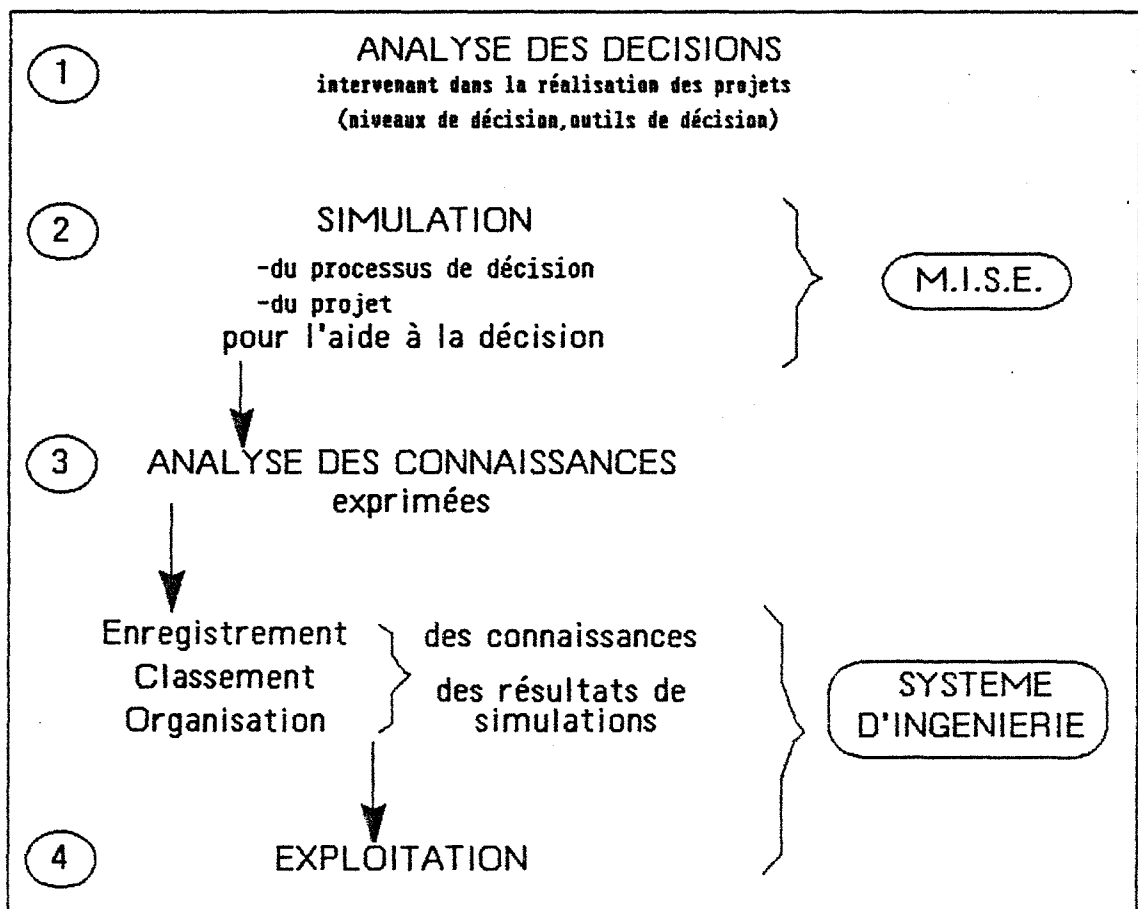 1
ANALYSE DES DECISIONS
intervenant dans la réalisation des projets
(niveaux de décision,outils de décision)
2
SIMULATION
-du processus de décision
-du projet
pour l'aide à la décision
M.I.S.E.
3
ANALYSE DES CONNAISSANCES
exprimées
Enregistrement
Classement
Organisation
des connaissances
des résultats de
simulations
SYSTEME
D'INGENIERIE
4
EXPLOITATION